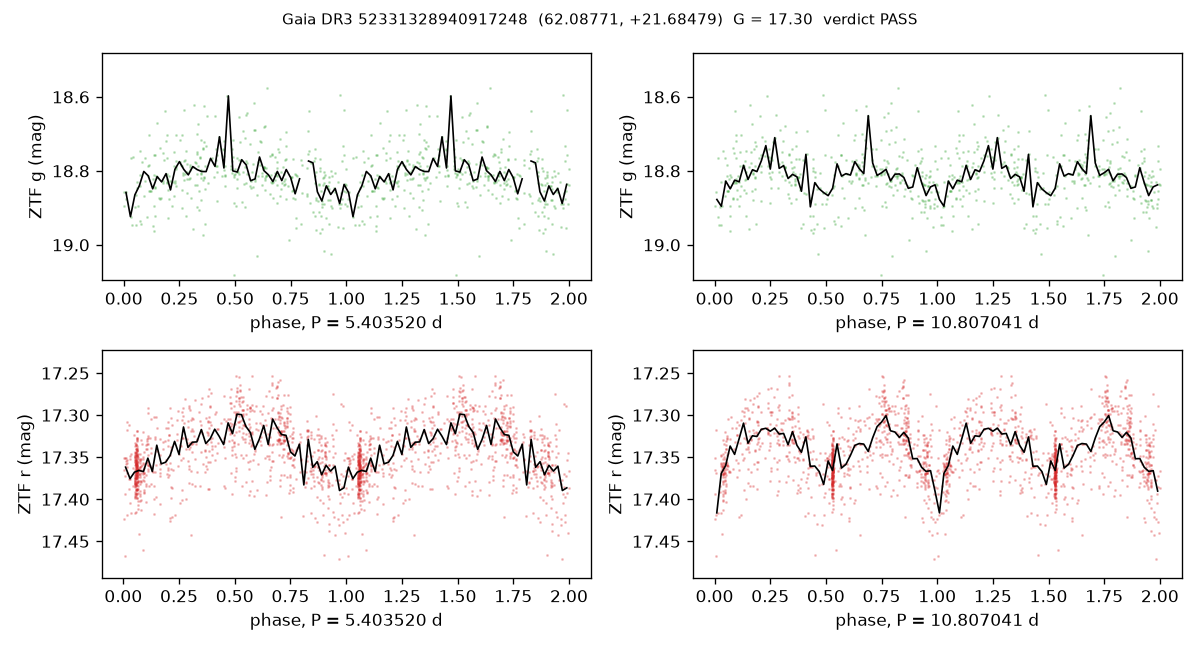 Gaia DR3 52331328940917248  (62.08771, +21.68479)  G = 17.30  verdict PASS
ZTF g (mag)
18.6
18.8
19.0
0.00 0.25 0.50 0.75 1.00 1.25 1.50 1.75 2.00
phase, P = 5.403520 d
ZTF g (mag)
18.6
18.8
19.0
0.00 0.25 0.50 0.75 1.00 1.25 1.50 1.75 2.00
phase, P = 10.807041 d
ZTF r (mag)
17.25
17.30
17.35
17.40
17.45
0.00 0.25 0.50 0.75 1.00 1.25 1.50 1.75 2.00
phase, P = 5.403520 d
ZTF r (mag)
17.25
17.30
17.35
17.40
17.45
0.00 0.25 0.50 0.75 1.00 1.25 1.50 1.75 2.00
phase, P = 10.807041 d